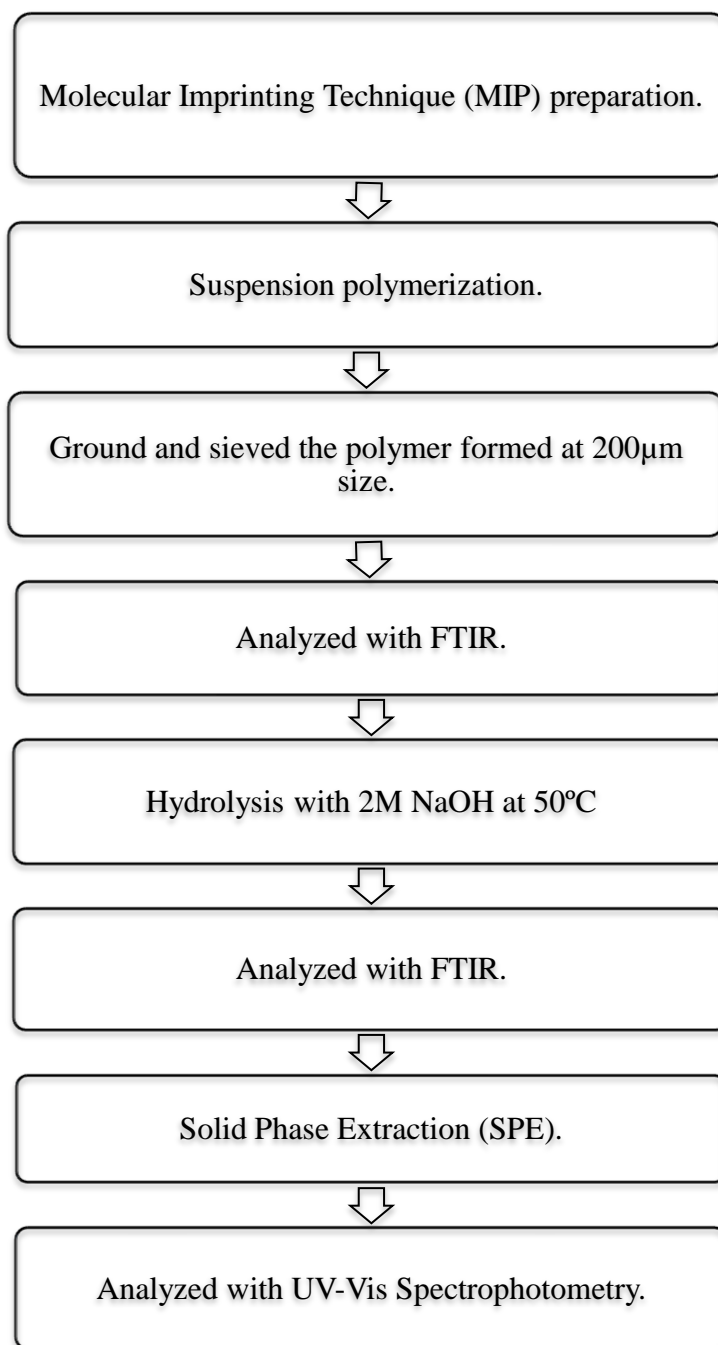 Molecular Imprinting Technique (MIP) preparation.
Suspension polymerization.
Ground and sieved the polymer formed at 200µm
size.
Analyzed with FTIR.
Hydrolysis with 2M NaOH at 50ºC
Analyzed with FTIR.
Solid Phase Extraction (SPE).
Analyzed with UV-Vis Spectrophotometry.